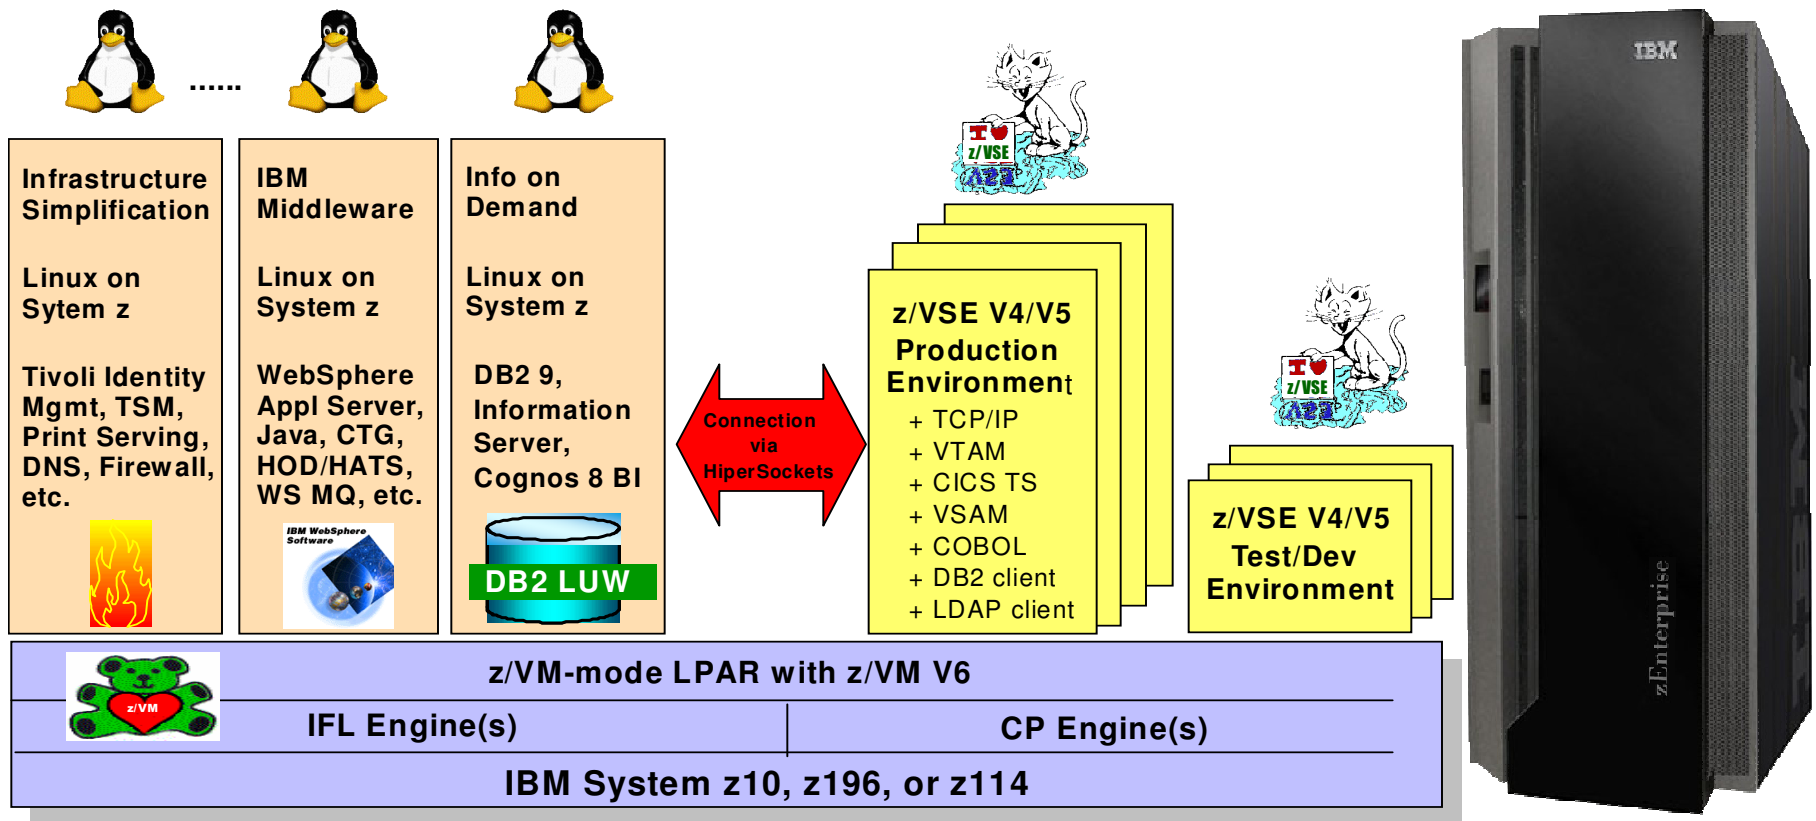 ......
Infrastructure
Simplification
Linux on
Sytem z
Tivoli Identity
Mgmt, TSM,
Print Serving,
DNS, Firewall,
etc.
IBM
Middleware
Linux on
System z
WebSphere
Appl Server,
Java, CTG,
HOD/HATS,
WS MQ, etc.
IBM WebSphere
Software
Info on
Demand
Linux on
System z
DB2 9,
Information
Server,
Cognos 8 BI
DB2 LUW
Connection
via
HiperSockets
I
z/VSE
z/VSE V4/V5
Production
Environment
+ TCP/IP
+ VTAM
+ CICS TS
+ VSAM
+ COBOL
+ DB2 client
+ LDAP client
I
z/VSE
z/VSE V4/V5
Test/Dev
Environment
z/VM
z/VM-mode LPAR with z/VM V6
IFL Engine(s)
CP Engine(s)
IBM System z10, z196, or z114
IBM
zEnterprise